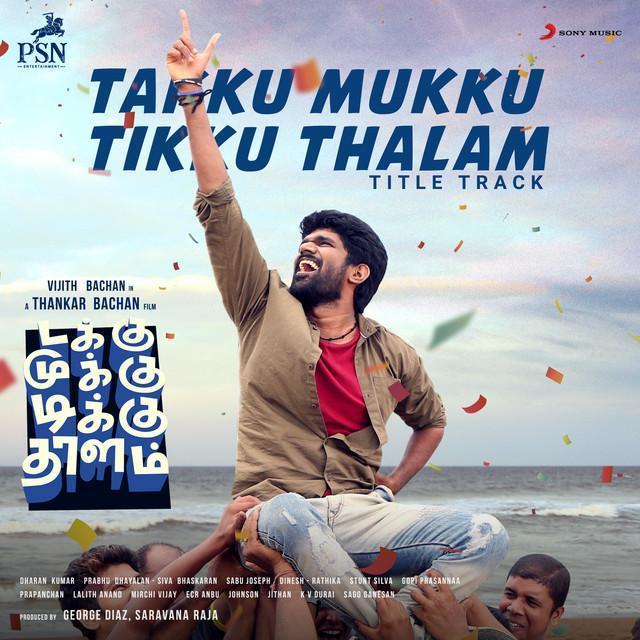 PSN
ENTERTAINMENT
SONY MUSIC
TAKKU MUKKU
TIKKU THALAM
TITLE TRACK
VIJITH BACHAN IN
A THANKAR BACHAN FILM
டக்கு
முக்கு
டிக்கு
தாளம்
DHARAN KUMAR PRABHU DHAYALAN - SIVA BHASKARAN SABU JOSEPH DINESH - RATHIKA STUNT SILVA GOPI PRASANNAA
PRAPANCHAN LALITH ANAND MIRCHI VIJAY ECR ANBU JOHNSON JITHAN K V DURAI SAGO GANESAN
PRODUCED BY GEORGE DIAZ, SARAVANA RAJA